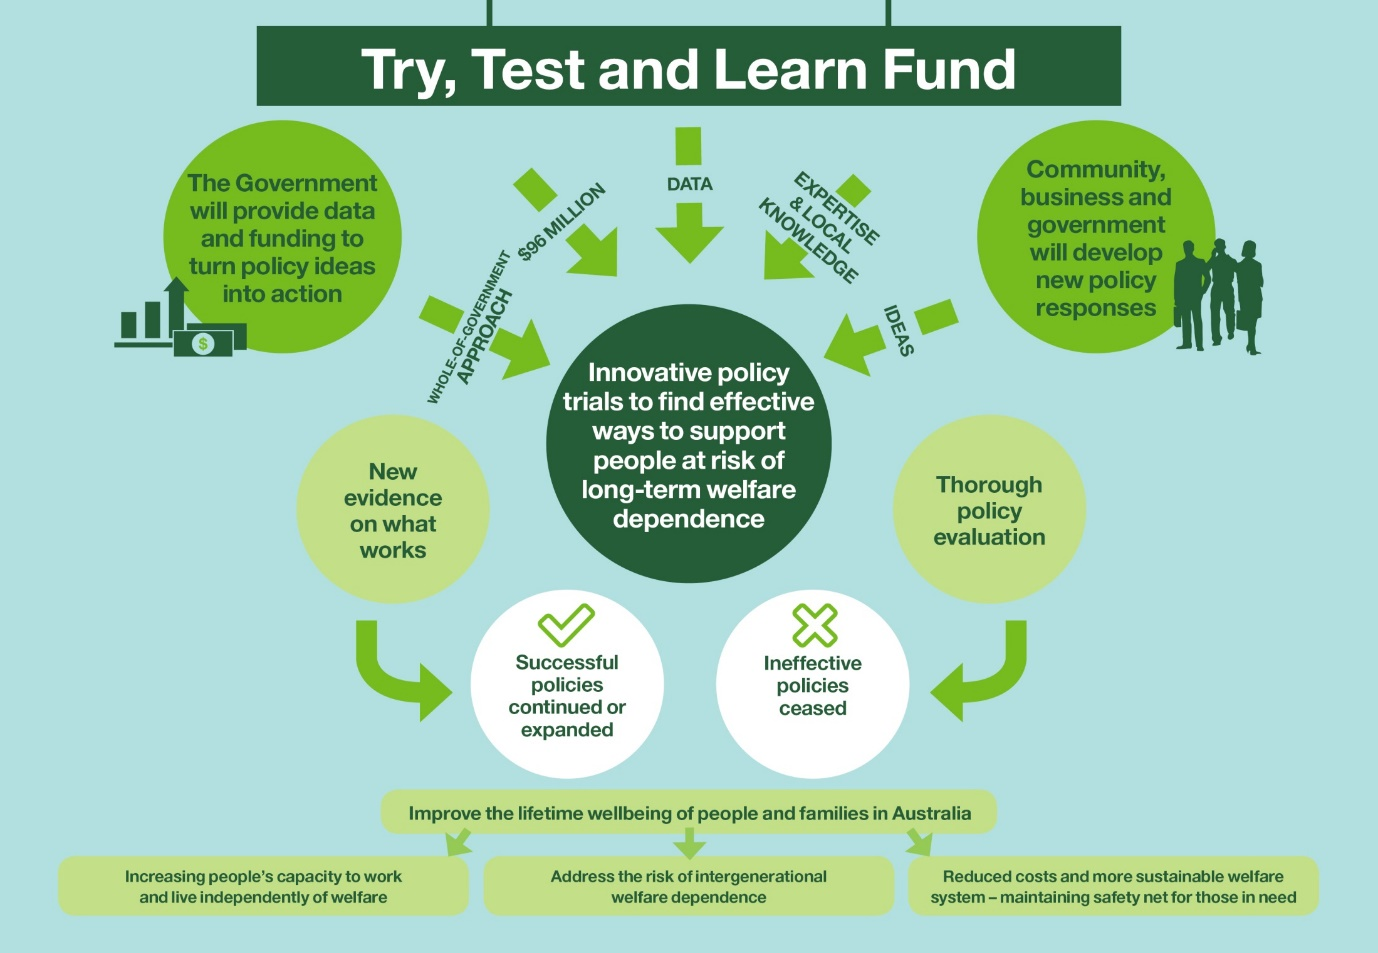 Try, Test and Learn Fund
The Government
will provide data
and funding to
turn policy ideas
into action
$
WHOLE-OF-GOVERNMENT
APPROACH
$96 MILLION
DATA
EXPERTISE
& LOCAL
KNOWLEDGE
IDEAS
Community,
business and
government
will develop
new policy
responses
Innovative policy
trials to find effective
ways to support
people at risk of
long-term welfare
dependence
New
evidence
on what
works
Thorough
policy
evaluation
Successful
policies
continued or
expanded
Ineffective
policies
ceased
Improve the lifetime wellbeing of people and families in Australia
Increasing people’s capacity to work
and live independently of welfare
Address the risk of intergenerational
welfare dependence
Reduced costs and more sustainable welfare
system – maintaining safety net for those in need